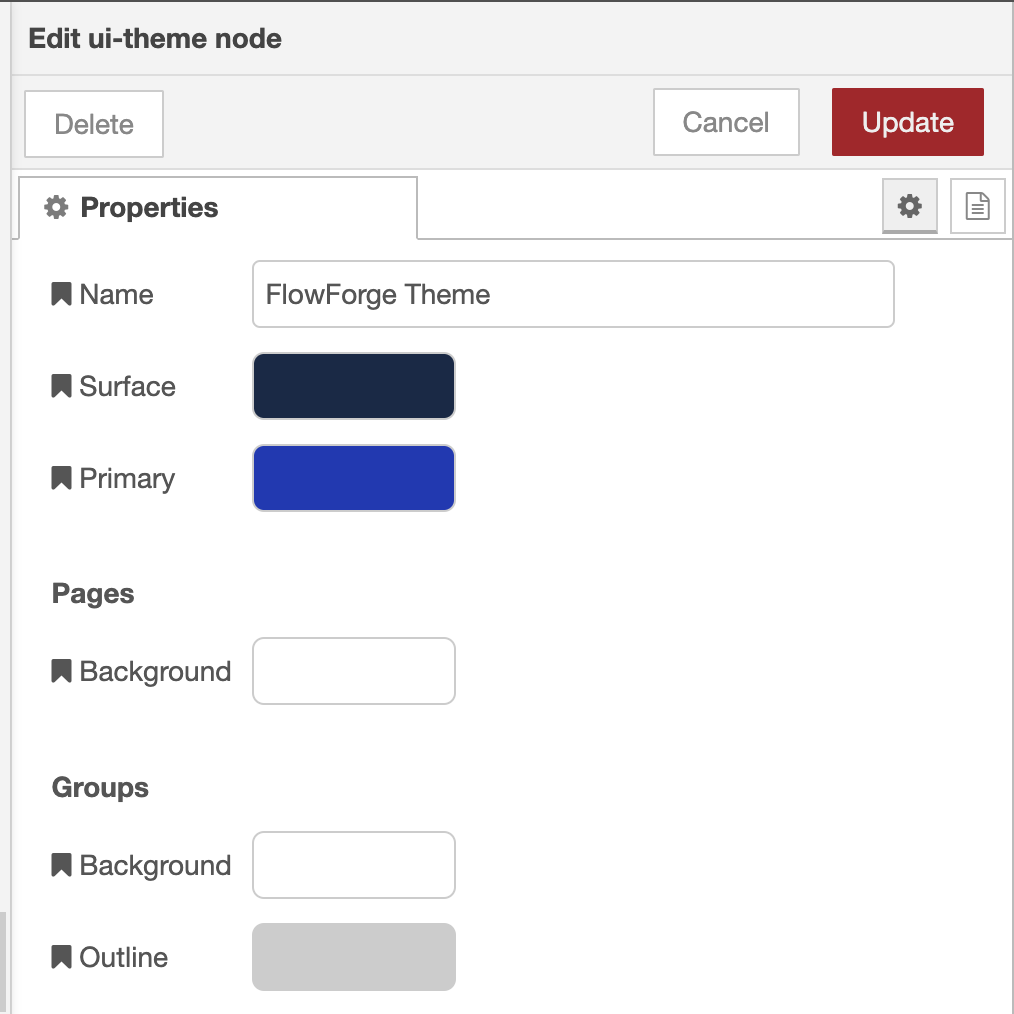 Edit ui-theme node
Delete
Cancel
Update
Properties
Name
FlowForge Theme
Surface
Primary
Pages
Background
Groups
Background
Outline